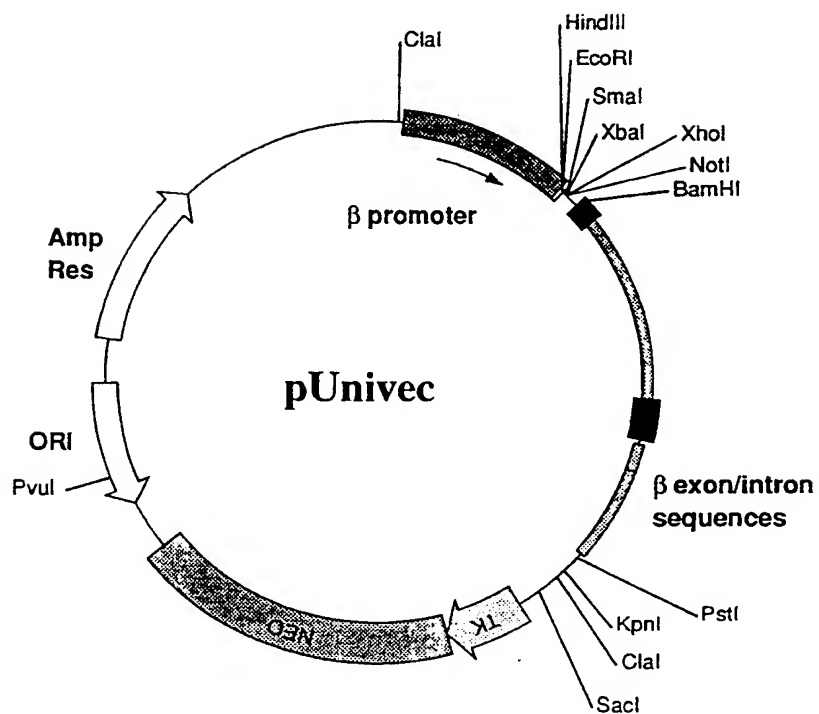 HindIII
ClaI
EcoRI
SmaI
XbaI
XhoI
NotI
BamHI
β promoter
Amp
Res
pUnivec
ORI
PvuI
β exon/intron
sequences
PstI
KpnI
ClaI
SacI
TK
NEO